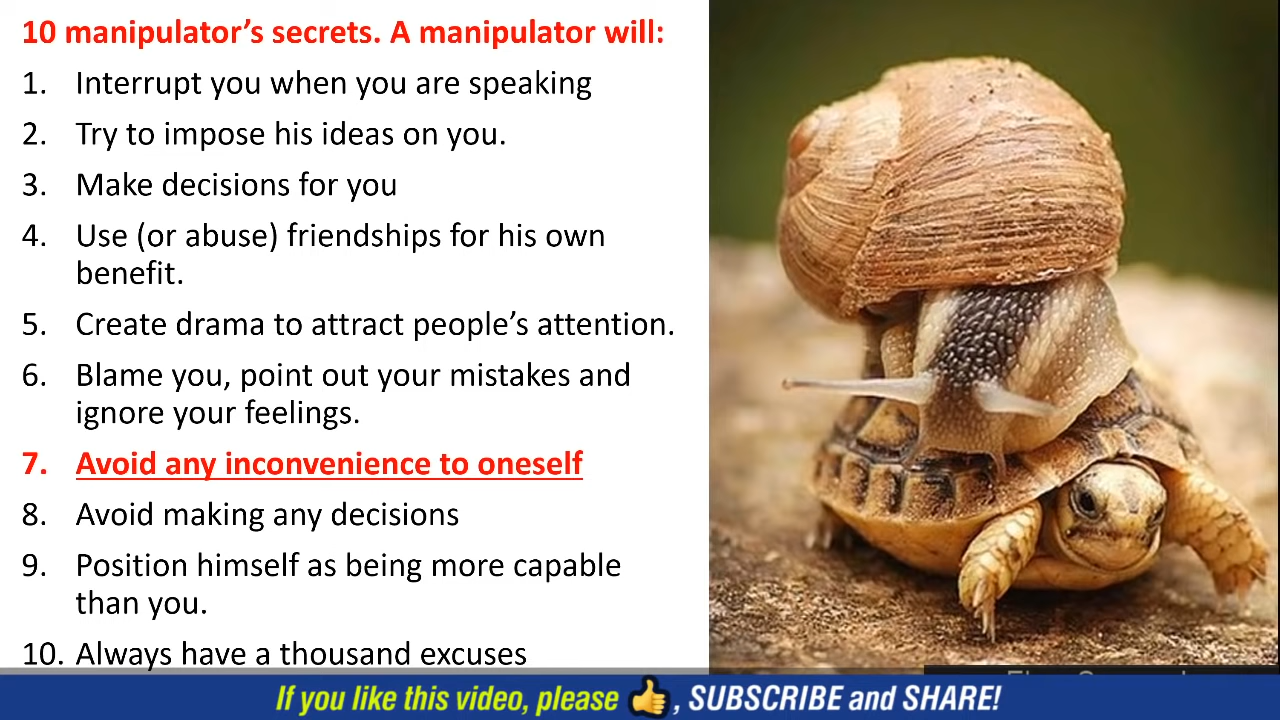 10 manipulator’s secrets. A manipulator will:
1. Interrupt you when you are speaking
2. Try to impose his ideas on you.
3. Make decisions for you
4. Use (or abuse) friendships for his own
benefit.
5. Create drama to attract people’s attention.
6. Blame you, point out your mistakes and
ignore your feelings.
7. Avoid any inconvenience to oneself
8. Avoid making any decisions
9. Position himself as being more capable
than you.
10. Always have a thousand excuses
If you like this video, please 👍, SUBSCRIBE and SHARE!